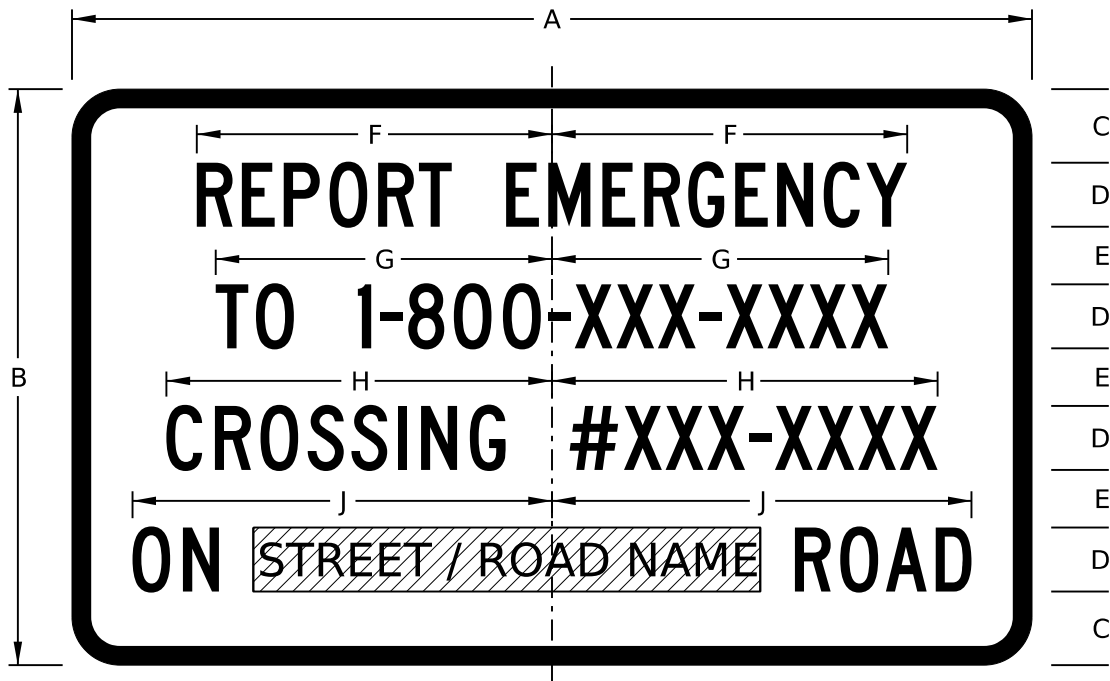 A
C
F F
REPORT EMERGENCY
D
G G
E
TO 1-800-XXX-XXXX
D
B
H H
E
CROSSING #XXX-XXXX
D
J J
E
ON STREET / ROAD NAME ROAD
D
C